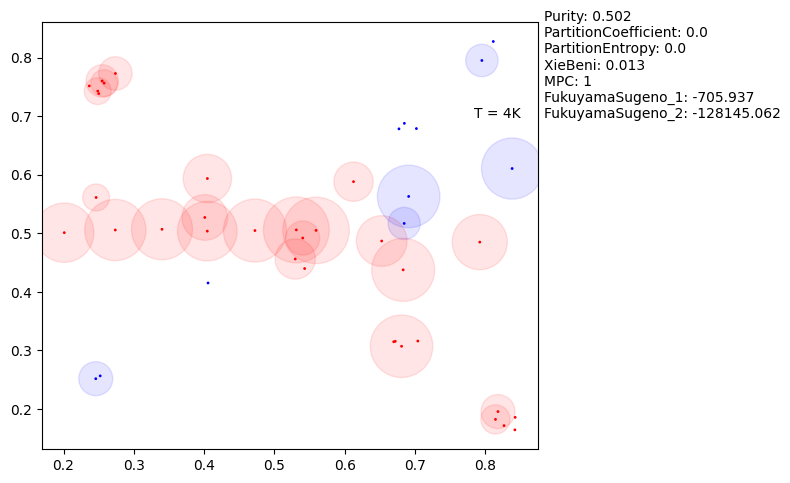 Purity: 0.502
PartitionCoefficient: 0.0
PartitionEntropy: 0.0
XieBeni: 0.013
MPC: 1
FukuyamaSugeno_1: -705.937
FukuyamaSugeno_2: -128145.062
T = 4K
0.8
0.7
0.6
0.5
0.4
0.3
0.2
0.2 0.3 0.4 0.5 0.6 0.7 0.8